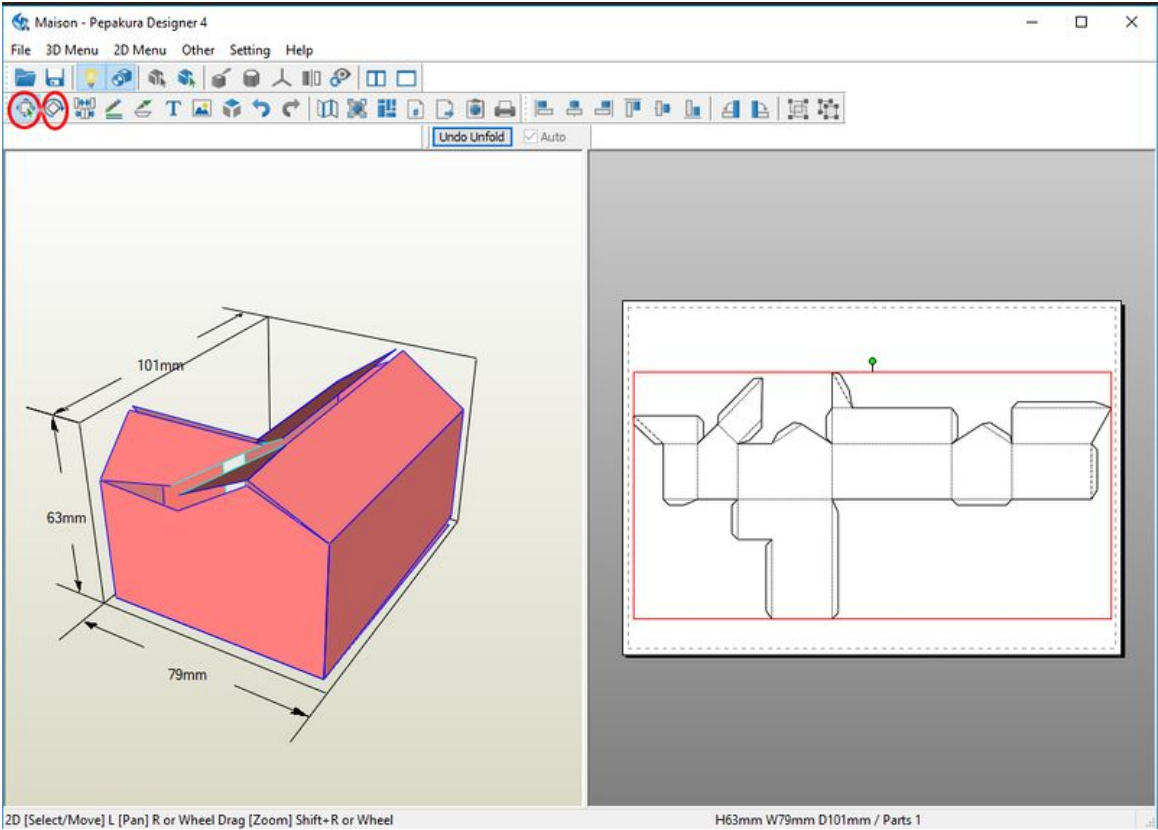 Maison - Pepakura Designer 4
File 3D Menu 2D Menu Other Setting Help
T
Undo Unfold Auto
101mm
63mm
79mm
2D [Select/Move] L [Pan] R or Wheel Drag [Zoom] Shift+R or Wheel H63mm W79mm D101mm / Parts 1